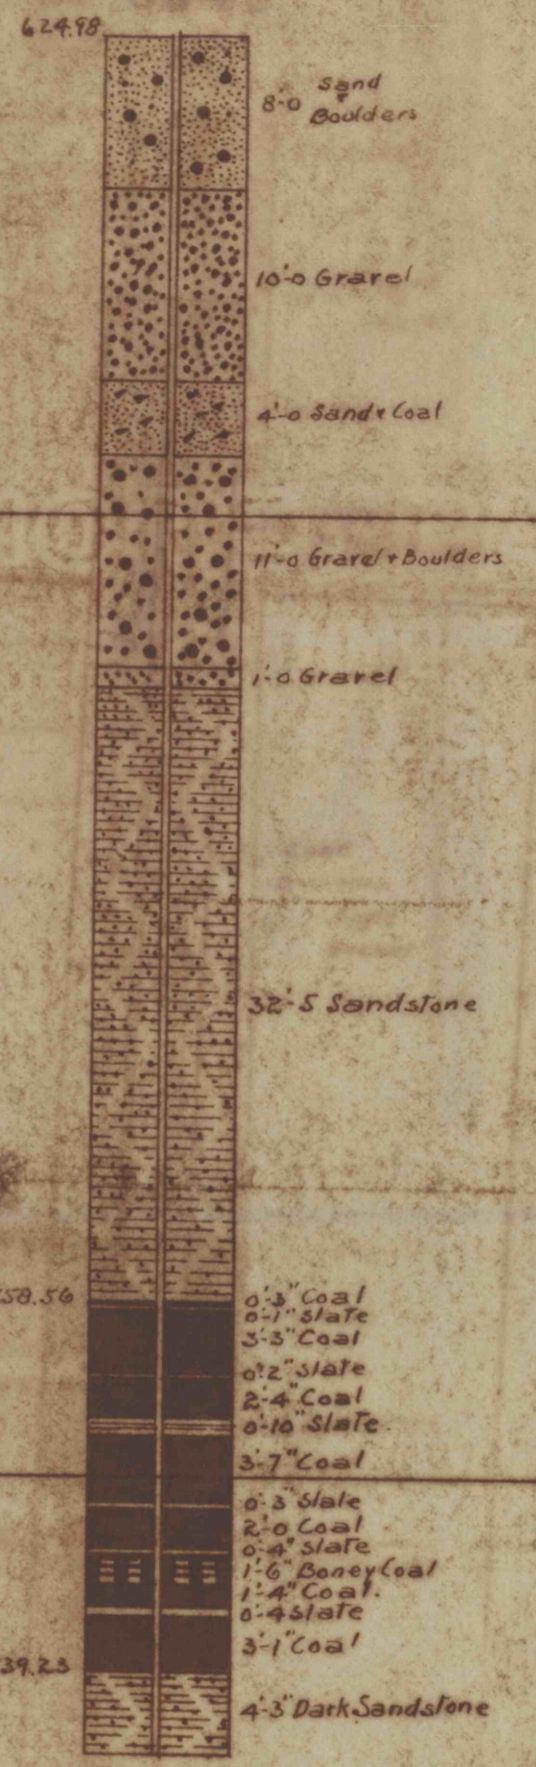 624.98
8'-0 Sand
+
Boulders
10'-0 Gravel
4'-0 Sand & Coal
11'-0 Gravel + Boulders
1'-0 Gravel
32'-5 Sandstone
58.56
0'-3" Coal
0'-1" Slate
3'-3" Coal
0'-2" Slate
2'-4" Coal
0'-10" Slate
3'-7" Coal
0'-3" Slate
2'-0 Coal
0'-4" Slate
1'-6" Boney Coal
1'-4" Coal.
0'-4 Slate
3'-1" Coal
39.23
4'-3" Dark Sandstone